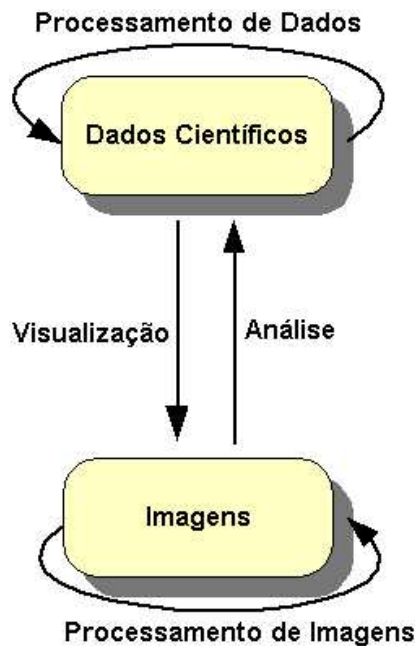 Processamento de Dados
Dados Científicos
Visualização
Análise
Imagens
Processamento de Imagens